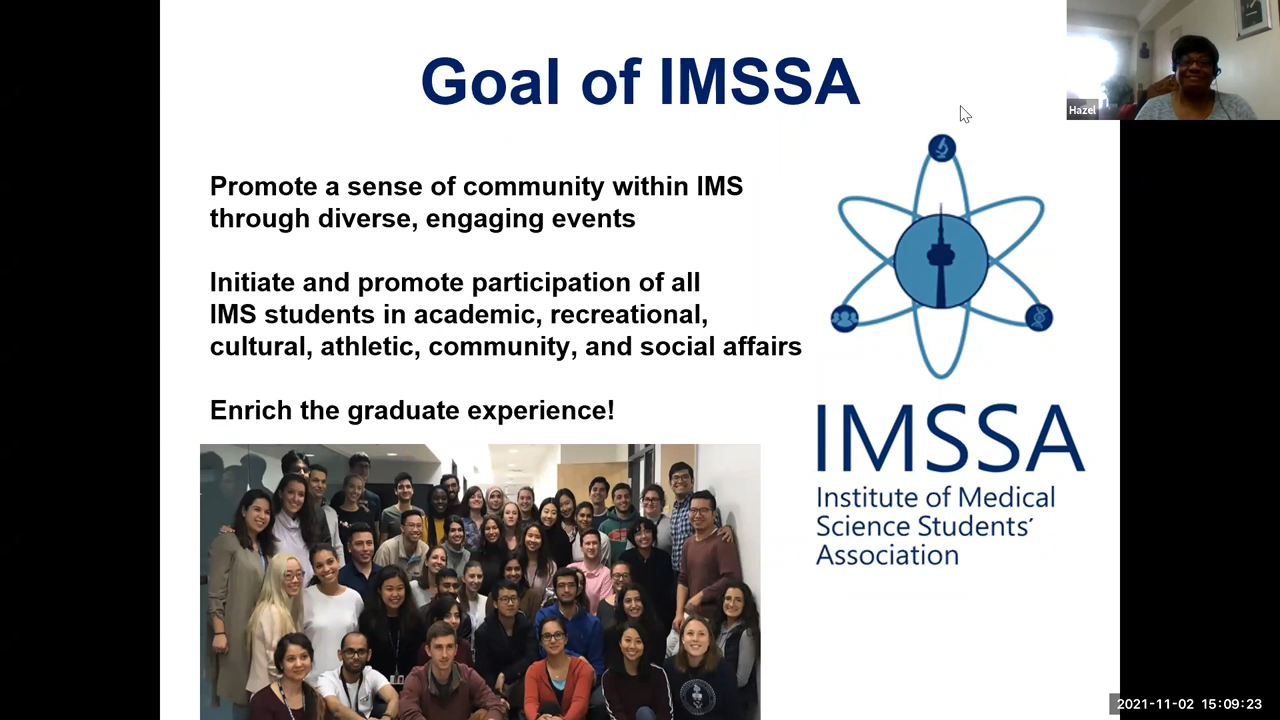 Goal of IMSSA
Hazel
Promote a sense of community within IMS
through diverse, engaging events
Initiate and promote participation of all
IMS students in academic, recreational,
cultural, athletic, community, and social affairs
Enrich the graduate experience!
IMSSA
Institute of Medical
Science Students´
Association
2021-11-02 15:09:23